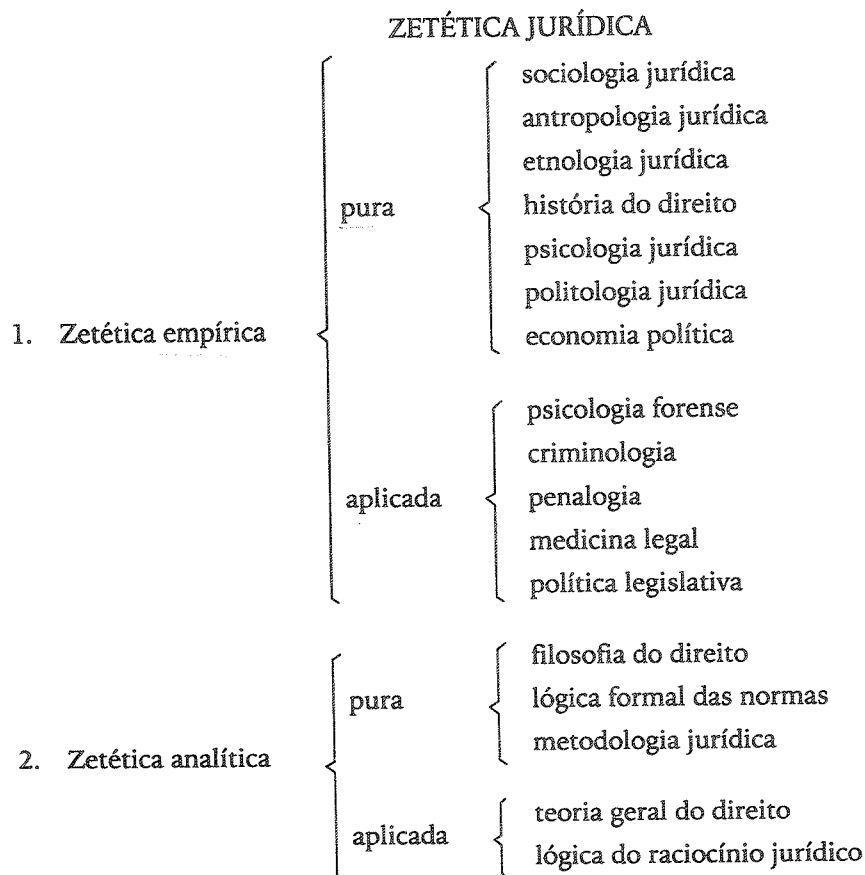 ZETÉTICA JURÍDICA
sociologia jurídica
antropologia jurídica
etnologia jurídica
história do direito
pura
psicologia jurídica
politologia jurídica
economia política
1. Zetética empírica
psicologia forense
criminologia
aplicada
penalogia
medicina legal
política legislativa
filosofia do direito
pura
lógica formal das normas
metodologia jurídica
2. Zetética analítica
teoria geral do direito
aplicada
lógica do raciocínio jurídico